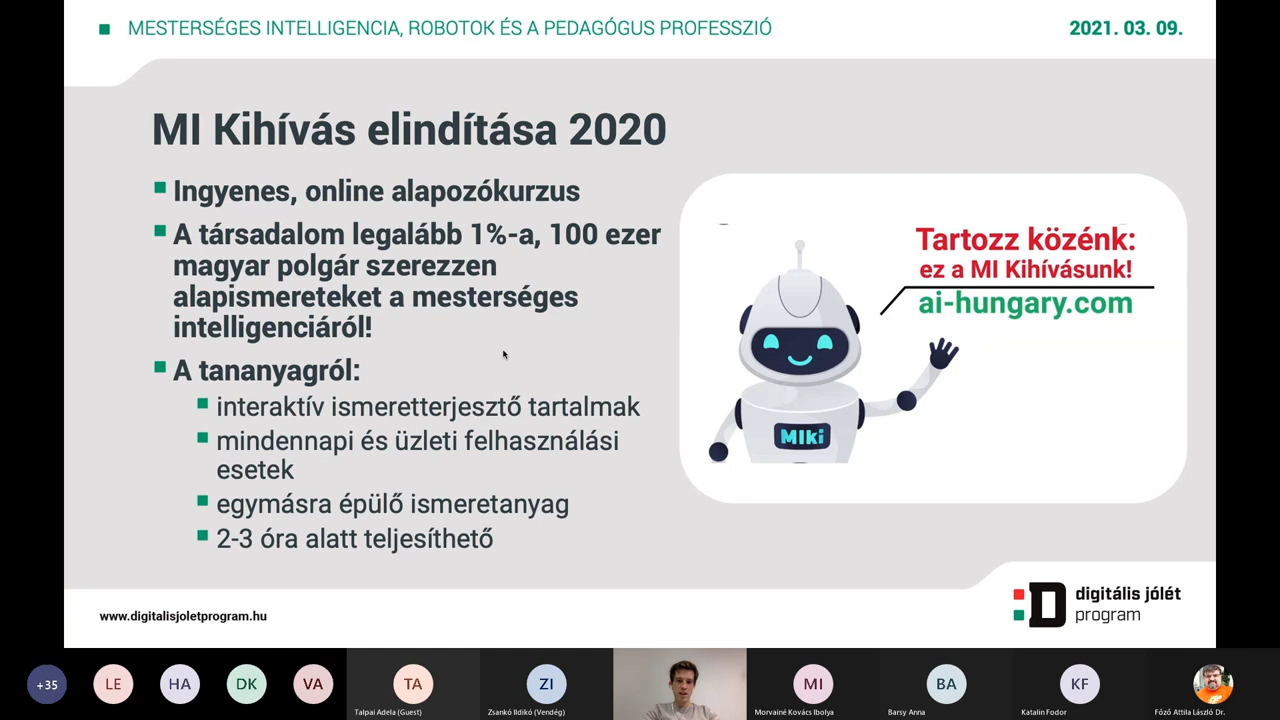 MESTERSÉGES INTELLIGENCIA, ROBOTOK ÉS A PEDAGÓGUS PROFESSZIÓ
2021. 03. 09.
MI Kihívás elindítása 2020
Ingyenes, online alapozókurzus
A társadalom legalább 1%-a, 100 ezer
magyar polgár szerezzen
alapismereteket a mesterséges
intelligenciáról!
A tananyagról:
interaktív ismeretterjesztő tartalmak
mindennapi és üzleti felhasználási
esetek
egymásra épülő ismeretanyag
2-3 óra alatt teljesíthető
Tartozz közénk:
ez a MI Kihívásunk!
ai-hungary.com
MIki
www.digitalisjoletprogram.hu
digitális jólét
program
+35
LE
HA
DK
VA
TA
ZI
MI
BA
KF
Talpai Adela (Guest)
Zsankó Ildikó (Vendég)
Morvainé Kovács Ibolya
Barsy Anna
Katalin Fodor
Főző Attila László Dr.